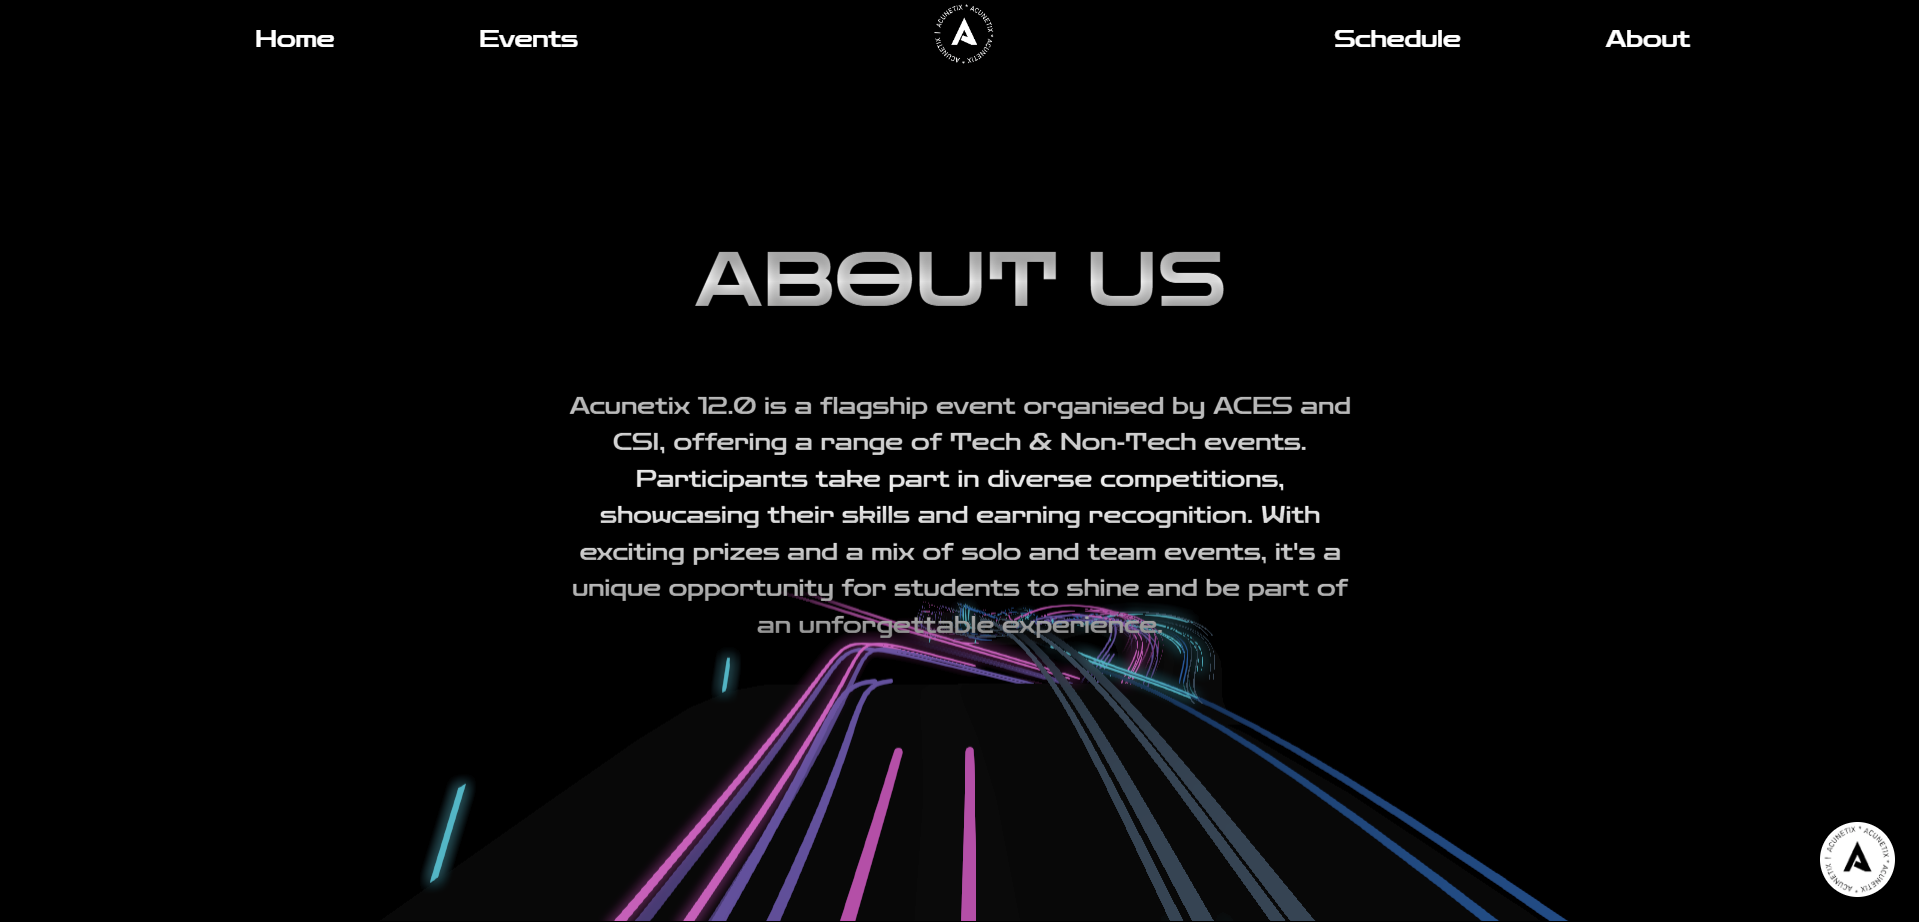 Home Events Schedule About
ACUNETIX * ACUNETIX * ACUNETIX * ACUNETIX |
A
ABOUT US
Acunetix 12.0 is a flagship event organised by ACES and
CSI, offering a range of Tech & Non-Tech events.
Participants take part in diverse competitions,
showcasing their skills and earning recognition. With
exciting prizes and a mix of solo and team events, it's a
unique opportunity for students to shine and be part of
an unforgettable experience.
ACUNETIX * ACUNETIX * ACUNETIX * ACUNETIX |
A